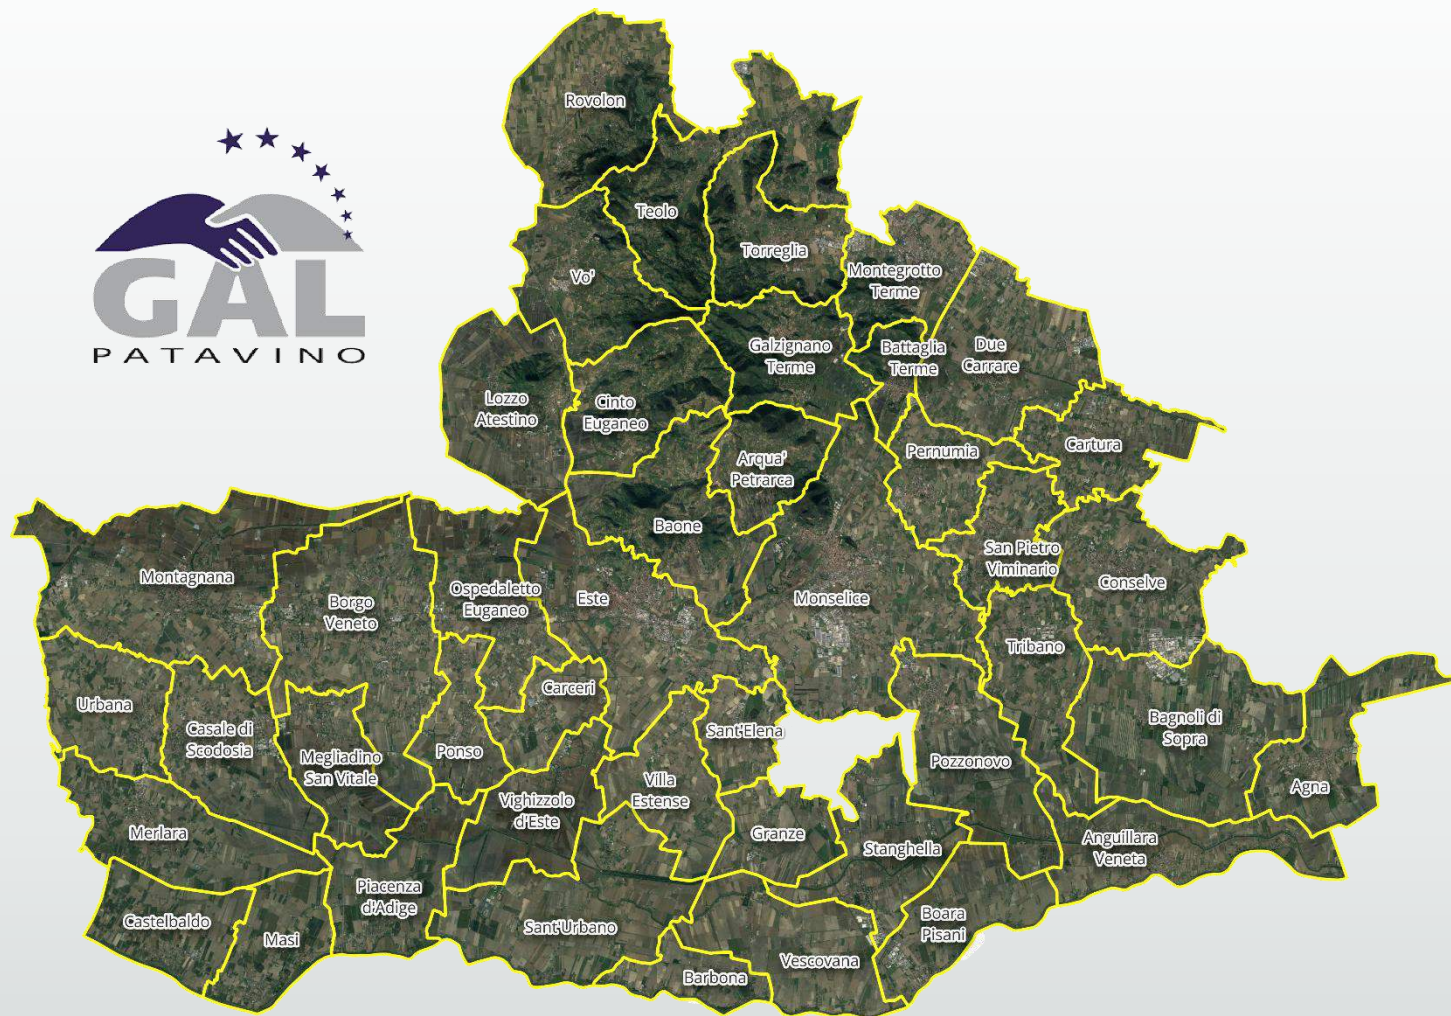 GAL
PATAVINO
Rovolon
Teolo
Torreglia
Vo'
Montegrotto
Terme
Galzignano
Terme
Battaglia
Terme
Due
Carrare
Lozzo
Atestino
Cinto
Euganeo
Arqua'
Petrarca
Pernumia
Cartura
Baone
San Pietro
Viminario
Conselve
Montagnana
Borgo
Veneto
Ospedaletto
Euganeo
Este
Monselice
Tribano
Urbana
Casale di
Scodosia
Megliadino
San Vitale
Ponso
Carceri
Sant'Elena
Bagnoli di
Sopra
Pozzonovo
Villa
Estense
Vighizzolo
d'Este
Agna
Merlara
Granze
Stanghella
Anguillara
Veneta
Piacenza
d'Adige
Castelbaldo
Masi
Sant'Urbano
Boara
Pisani
Vescovana
Barbona